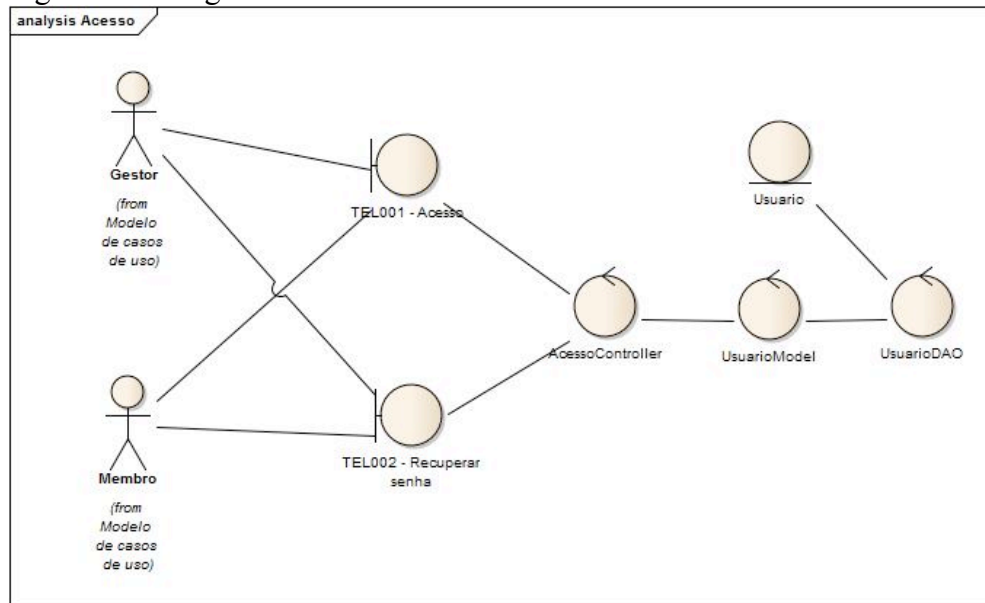 analysis Acesso
Gestor
(from
Modelo
de casos
de uso)
TEL001 - Acesso
Usuario
AcessoController
UsuarioModel
UsuarioDAO
TEL002 - Recuperar
senha
Membro
(from
Modelo
de casos
de uso)